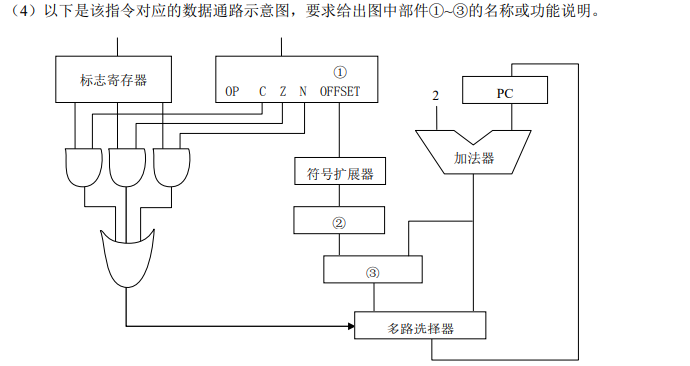 （4）以下是该指令对应的数据通路示意图，要求给出图中部件①~③的名称或功能说明。
标志寄存器
①
OP C Z N OFFSET
2
PC
加法器
符号扩展器
②
③
多路选择器